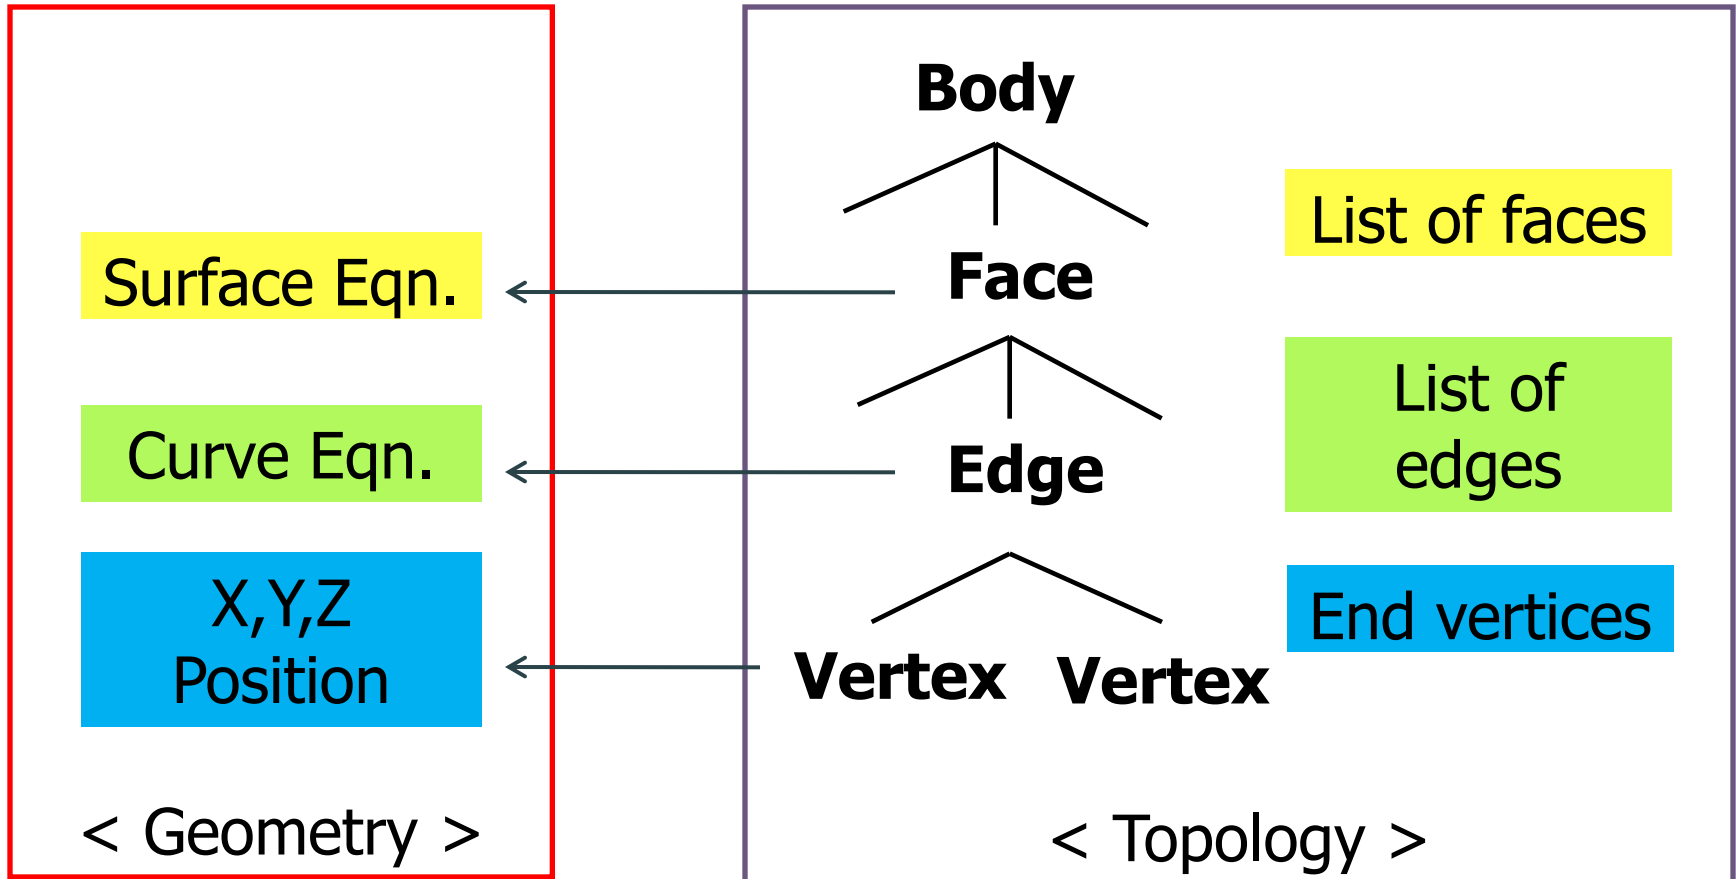 Surface Eqn.
Curve Eqn.
X,Y,Z
Position
< Geometry >
Body
Face
Edge
Vertex Vertex
List of faces
List of
edges
End vertices
< Topology >